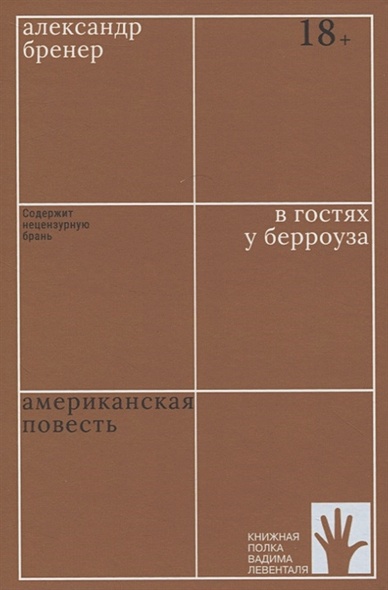 александр
бренер
18+
Содержит
нецензурную
брань
в гостях
у берроуза
американская
повесть
КНИЖНАЯ
ПОЛКА
ВАДИМА
ЛЕВЕНТАЛЯ